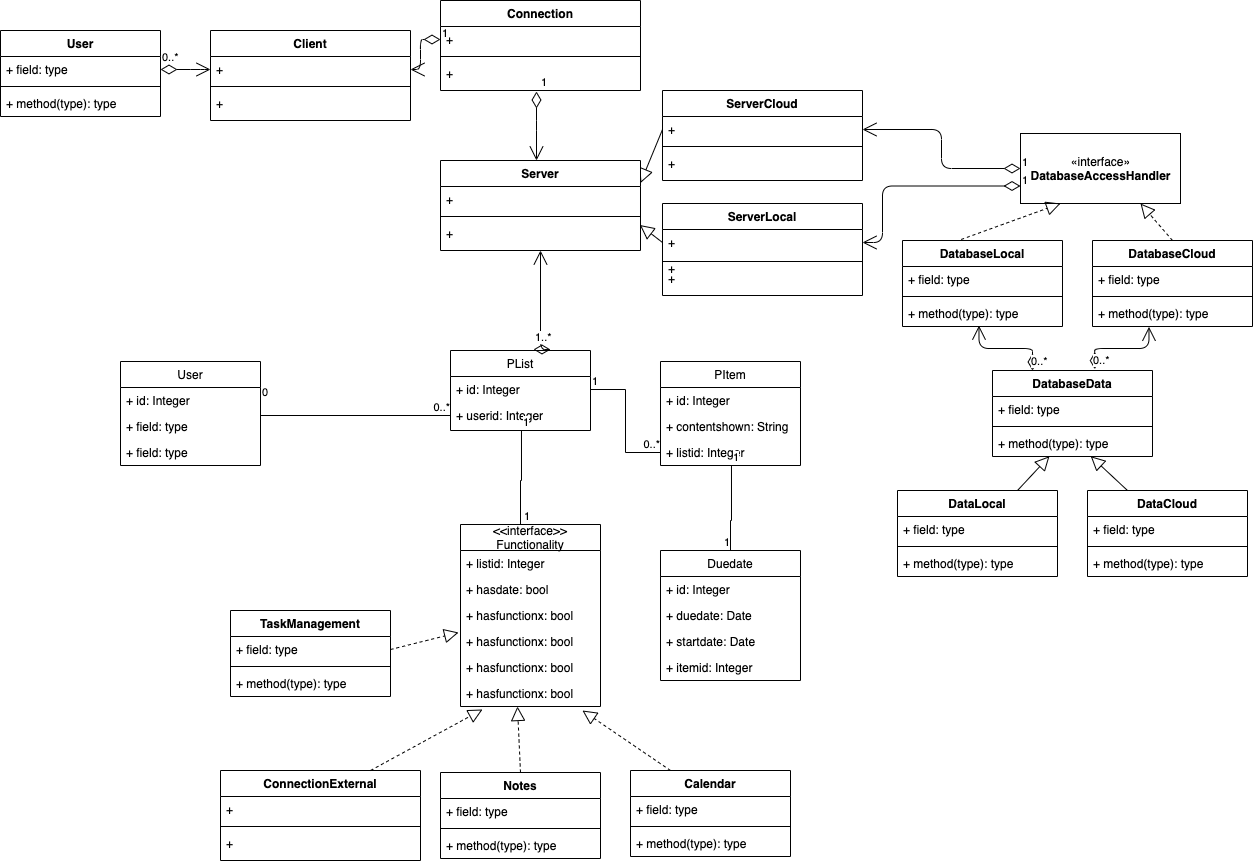 User
+ field: type
+ method(type): type
0..*
Client
+
+
Connection
1
+
+
1
Server
+
+
ServerCloud
+
+
ServerLocal
+
+
+
«interface»
DatabaseAccessHandler
1
1
DatabaseLocal
+ field: type
+ method(type): type
DatabaseCloud
+ field: type
+ method(type): type
0..*
0..*
DatabaseData
+ field: type
+ method(type): type
DataLocal
+ field: type
+ method(type): type
DataCloud
+ field: type
+ method(type): type
User
+ id: Integer
+ field: type
+ field: type
0
0..*
1..*
PList
+ id: Integer
+ userid: Integer
1
1
0..*
PItem
+ id: Integer
+ contentshown: String
+ listid: Integer
1
1
Duedate
+ id: Integer
+ duedate: Date
+ startdate: Date
+ itemid: Integer
1
<<interface>>
Functionality
+ listid: Integer
+ hasdate: bool
+ hasfunctionx: bool
+ hasfunctionx: bool
+ hasfunctionx: bool
+ hasfunctionx: bool
TaskManagement
+ field: type
+ method(type): type
ConnectionExternal
+
+
Notes
+ field: type
+ method(type): type
Calendar
+ field: type
+ method(type): type